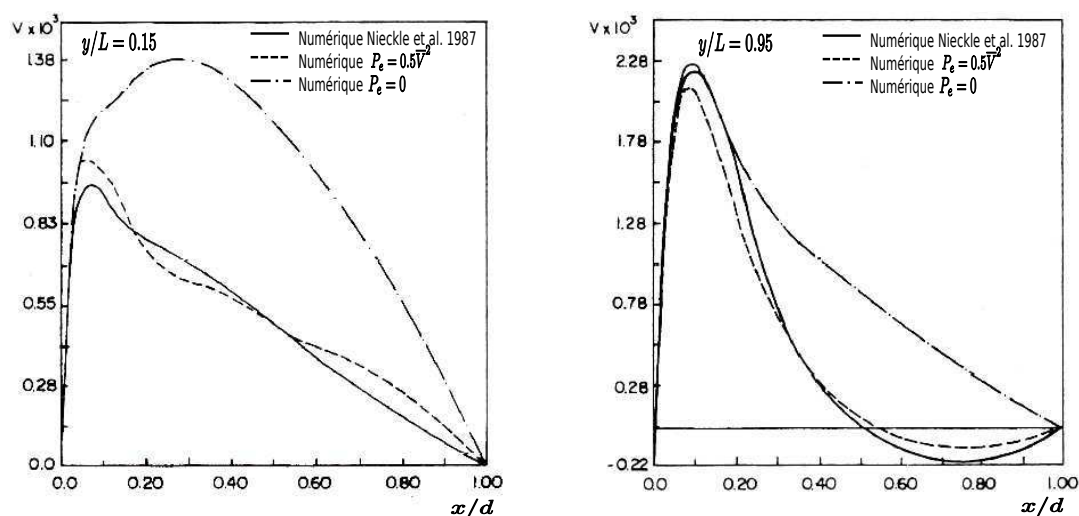 V x 10³
y/L = 0.15
Numérique Nieckle et al. 1987
Numérique Pₑ = 0.5V̅²
Numérique Pₑ = 0
1.38
1.10
0.83
0.55
0.28
0.0
0.0 0.20 0.40 0.60 0.80 1.00
x/d
V x 10³
y/L = 0.95
Numérique Nieckle et al. 1987
Numérique Pₑ = 0.5V̅²
Numérique Pₑ = 0
2.28
1.78
1.28
0.78
0.28
-0.22
0.0 0.20 0.40 0.60 0.80 1.00
x/d